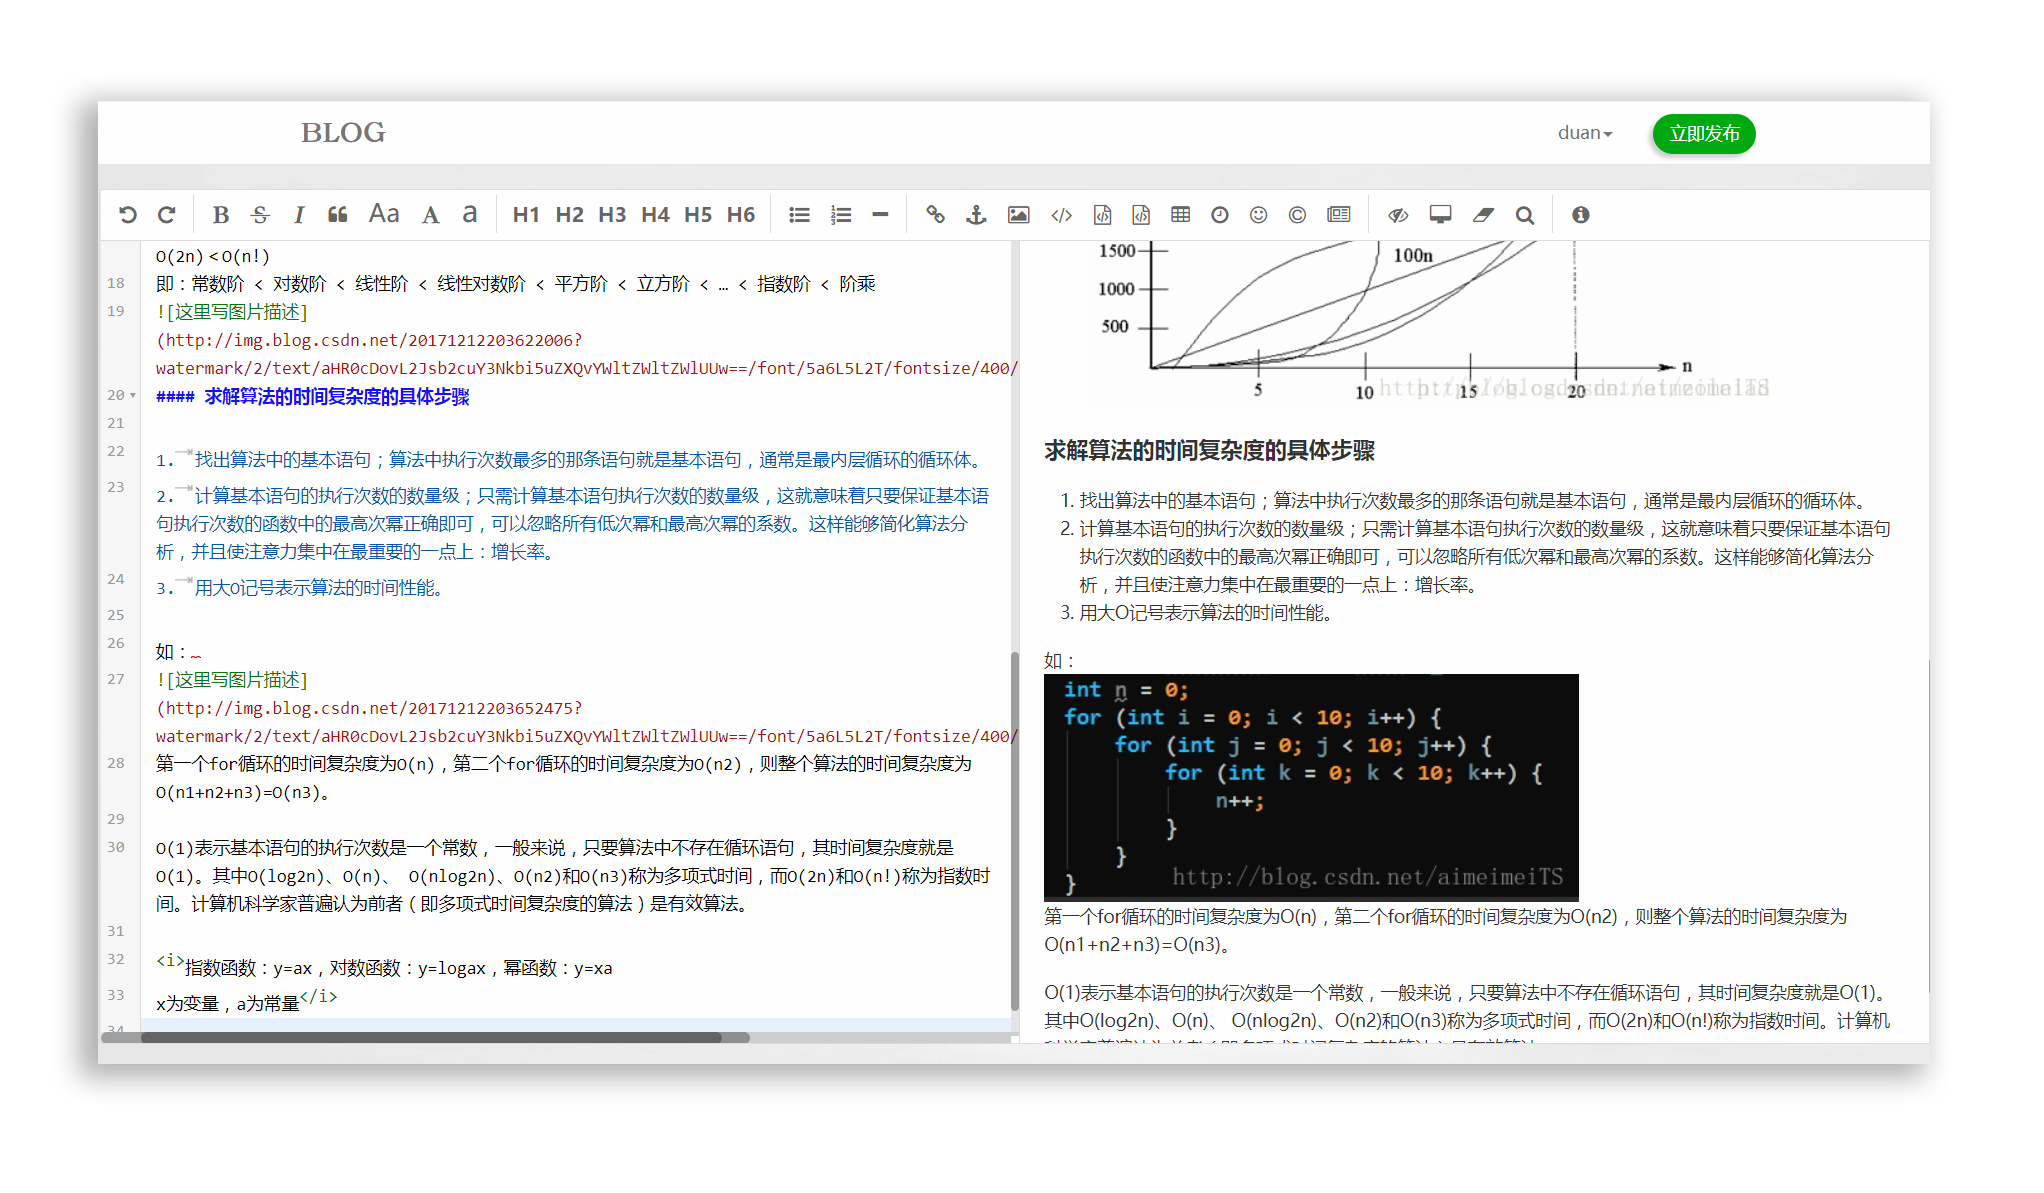 BLOG
duan
立即发布
B S I Aa A a H1 H2 H3 H4 H5 H6
O(2n)<O(n!)
18 即：常数阶 < 对数阶 < 线性阶 < 线性对数阶 < 平方阶 < 立方阶 < … < 指数阶 < 阶乘
19 ![这里写图片描述]
(http://img.blog.csdn.net/20171212203622006?
watermark/2/text/aHR0cDovL2Jsb2cuY3Nkbi5uZXQvYWltZWltZWlUUw==/font/5a6L5L2T/fontsize/400/
20 #### 求解算法的时间复杂度的具体步骤
21
22 1. 找出算法中的基本语句；算法中执行次数最多的那条语句就是基本语句，通常是最内层循环的循环体。
23 2. 计算基本语句的执行次数的数量级；只需计算基本语句执行次数的数量级，这就意味着只要保证基本语
句执行次数的函数中的最高次幂正确即可，可以忽略所有低次幂和最高次幂的系数。这样能够简化算法分
析，并且使注意力集中在最重要的一点上：增长率。
24 3. 用大O记号表示算法的时间性能。
25
26 如：
27 ![这里写图片描述]
(http://img.blog.csdn.net/20171212203652475?
watermark/2/text/aHR0cDovL2Jsb2cuY3Nkbi5uZXQvYWltZWltZWlUUw==/font/5a6L5L2T/fontsize/400/
28 第一个for循环的时间复杂度为O(n)，第二个for循环的时间复杂度为O(n2)，则整个算法的时间复杂度为
O(n1+n2+n3)=O(n3)。
29
30 O(1)表示基本语句的执行次数是一个常数，一般来说，只要算法中不存在循环语句，其时间复杂度就是
O(1)。其中O(log2n)、O(n)、 O(nlog2n)、O(n2)和O(n3)称为多项式时间，而O(2n)和O(n!)称为指数时
间。计算机科学家普遍认为前者（即多项式时间复杂度的算法）是有效算法。
31
32 <i>指数函数：y=ax，对数函数：y=logax，幂函数：y=xa
33 x为变量，a为常量</i>
34
1500
100n
1000
500
n
5 10 15 20
求解算法的时间复杂度的具体步骤
1. 找出算法中的基本语句；算法中执行次数最多的那条语句就是基本语句，通常是最内层循环的循环体。
2. 计算基本语句的执行次数的数量级；只需计算基本语句执行次数的数量级，这就意味着只要保证基本语句
执行次数的函数中的最高次幂正确即可，可以忽略所有低次幂和最高次幂的系数。这样能够简化算法分
析，并且使注意力集中在最重要的一点上：增长率。
3. 用大O记号表示算法的时间性能。
如：
int n = 0;
for (int i = 0; i < 10; i++) {
for (int j = 0; j < 10; j++) {
for (int k = 0; k < 10; k++) {
n++;
}
}
}
http://blog.csdn.net/aimeimeiTS
第一个for循环的时间复杂度为O(n)，第二个for循环的时间复杂度为O(n2)，则整个算法的时间复杂度为
O(n1+n2+n3)=O(n3)。
O(1)表示基本语句的执行次数是一个常数，一般来说，只要算法中不存在循环语句，其时间复杂度就是O(1)。
其中O(log2n)、O(n)、 O(nlog2n)、O(n2)和O(n3)称为多项式时间，而O(2n)和O(n!)称为指数时间。计算机